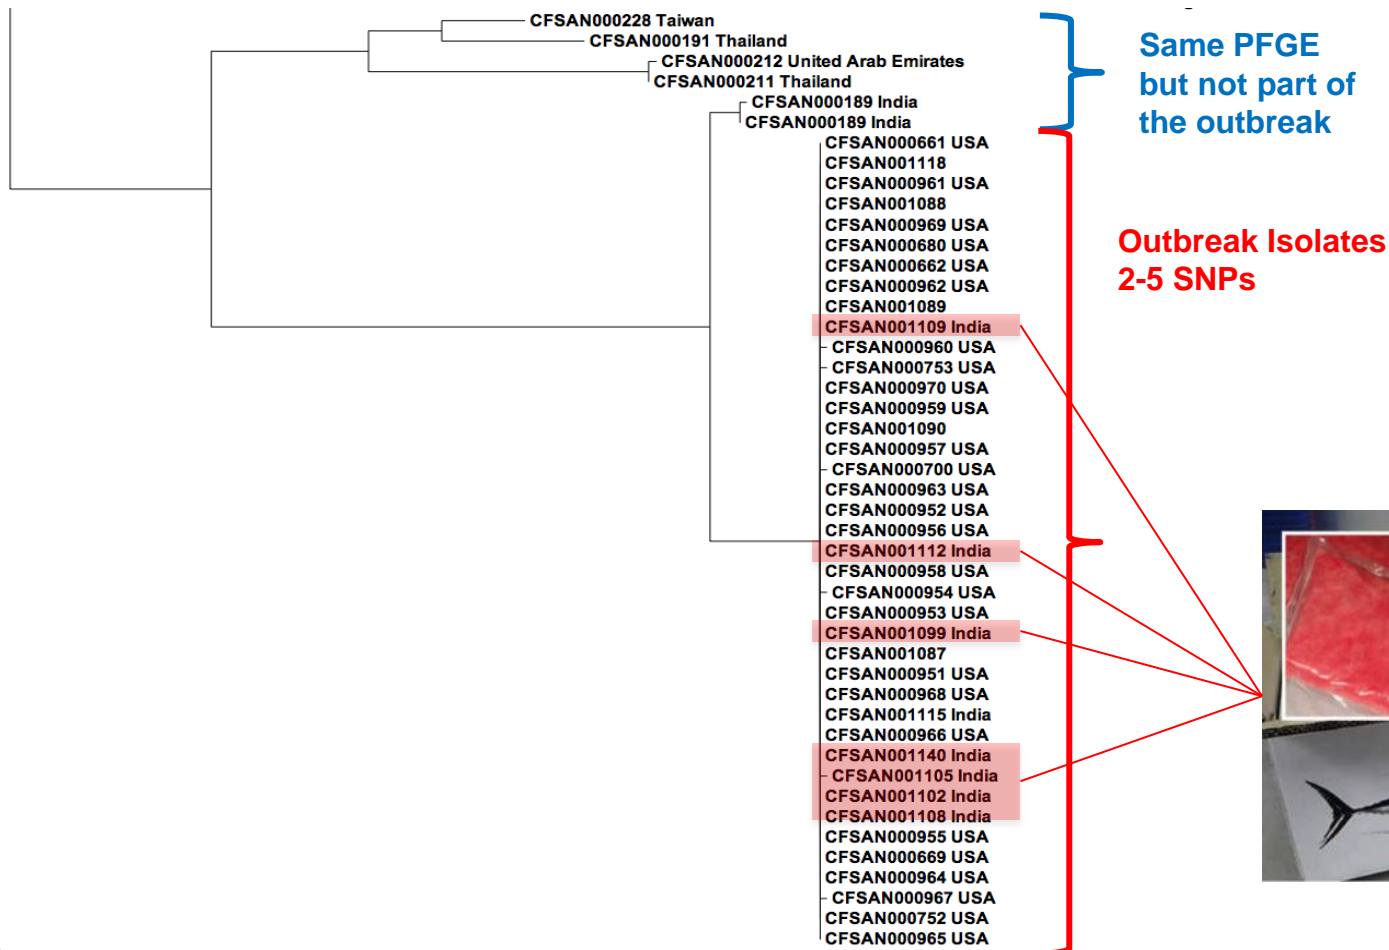 CFSAN000228 Taiwan
CFSAN000191 Thailand
CFSAN000212 United Arab Emirates
CFSAN000211 Thailand
CFSAN000189 India
CFSAN000189 India
Same PFGE
but not part of
the outbreak
CFSAN000661 USA
CFSAN001118
CFSAN000961 USA
CFSAN001088
CFSAN000969 USA
CFSAN000680 USA
CFSAN000662 USA
CFSAN000962 USA
CFSAN001089
CFSAN001109 India
CFSAN000960 USA
CFSAN000753 USA
CFSAN000970 USA
CFSAN000959 USA
CFSAN001090
CFSAN000957 USA
CFSAN000700 USA
CFSAN000963 USA
CFSAN000952 USA
CFSAN000956 USA
CFSAN001112 India
CFSAN000958 USA
CFSAN000954 USA
CFSAN000953 USA
CFSAN001099 India
CFSAN001087
CFSAN000951 USA
CFSAN000968 USA
CFSAN001115 India
CFSAN000966 USA
CFSAN001140 India
CFSAN001105 India
CFSAN001102 India
CFSAN001108 India
CFSAN000955 USA
CFSAN000669 USA
CFSAN000964 USA
CFSAN000967 USA
CFSAN000752 USA
CFSAN000965 USA
Outbreak Isolates
2-5 SNPs